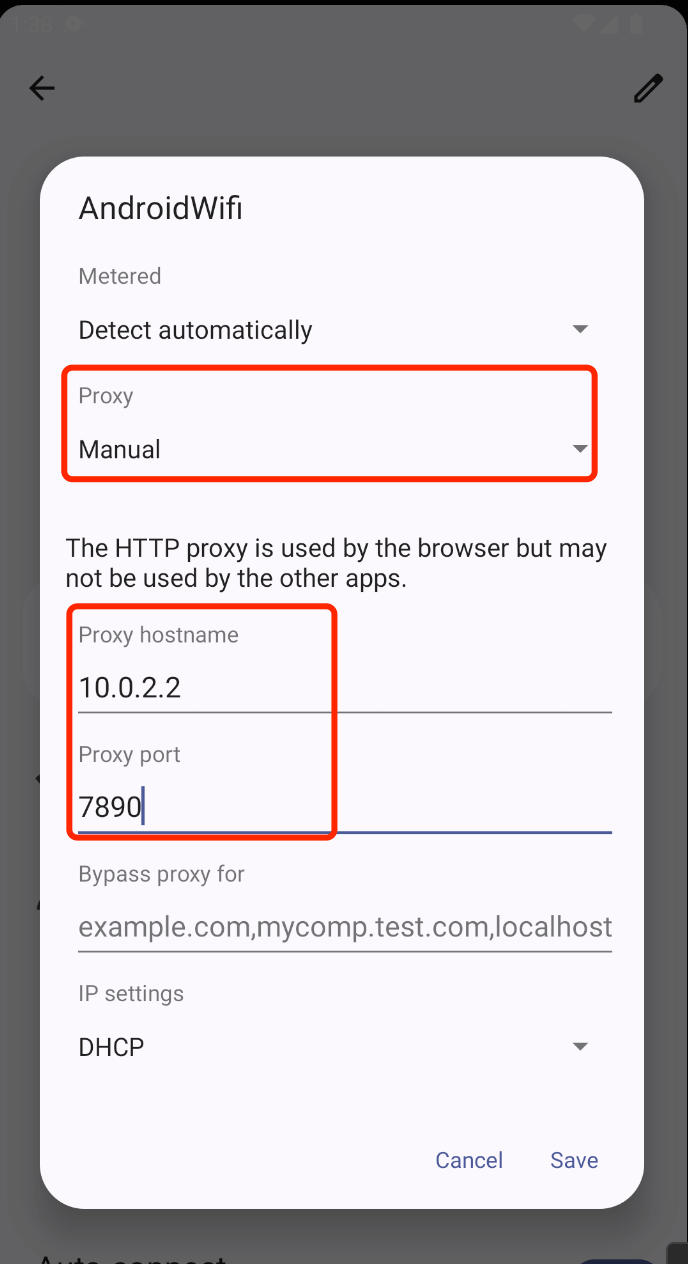 1:38
AndroidWifi
Metered
Detect automatically
Proxy
Manual
The HTTP proxy is used by the browser but may
not be used by the other apps.
Proxy hostname
10.0.2.2
Proxy port
7890
Bypass proxy for
example.com,mycomp.test.com,localhost
IP settings
DHCP
Cancel Save